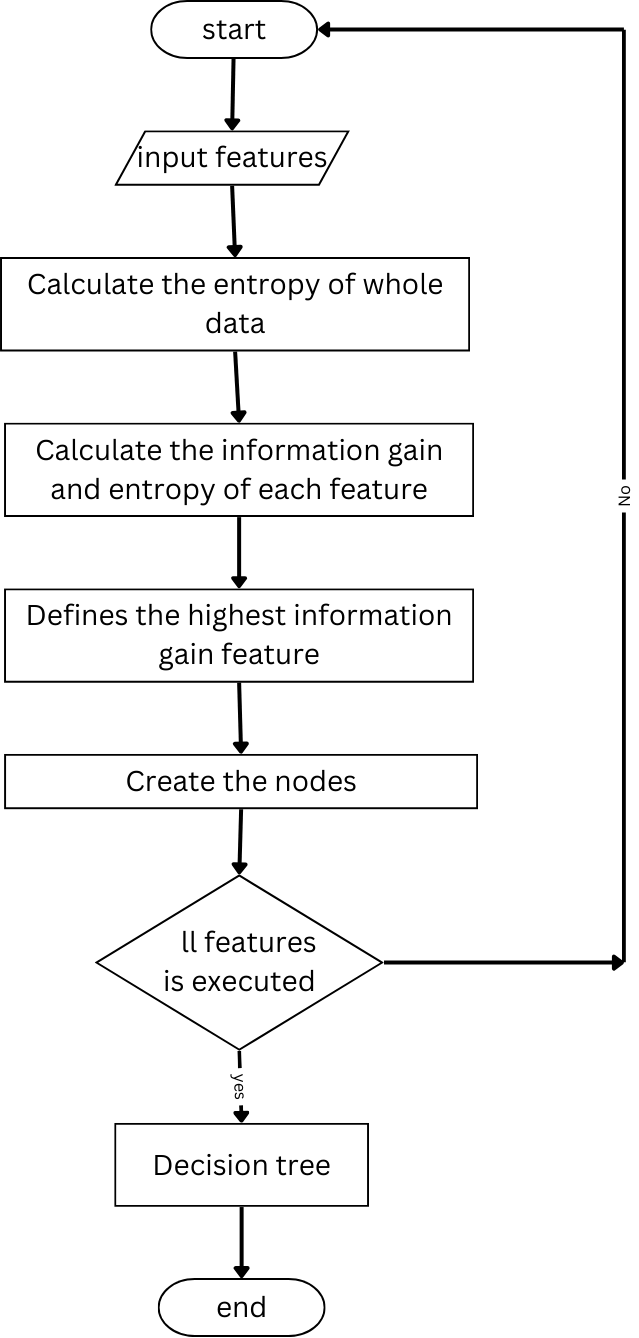 start
input features
Calculate the entropy of whole
data
Calculate the information gain
and entropy of each feature
No
Defines the highest information
gain feature
Create the nodes
ll features
is executed
yes
Decision tree
end